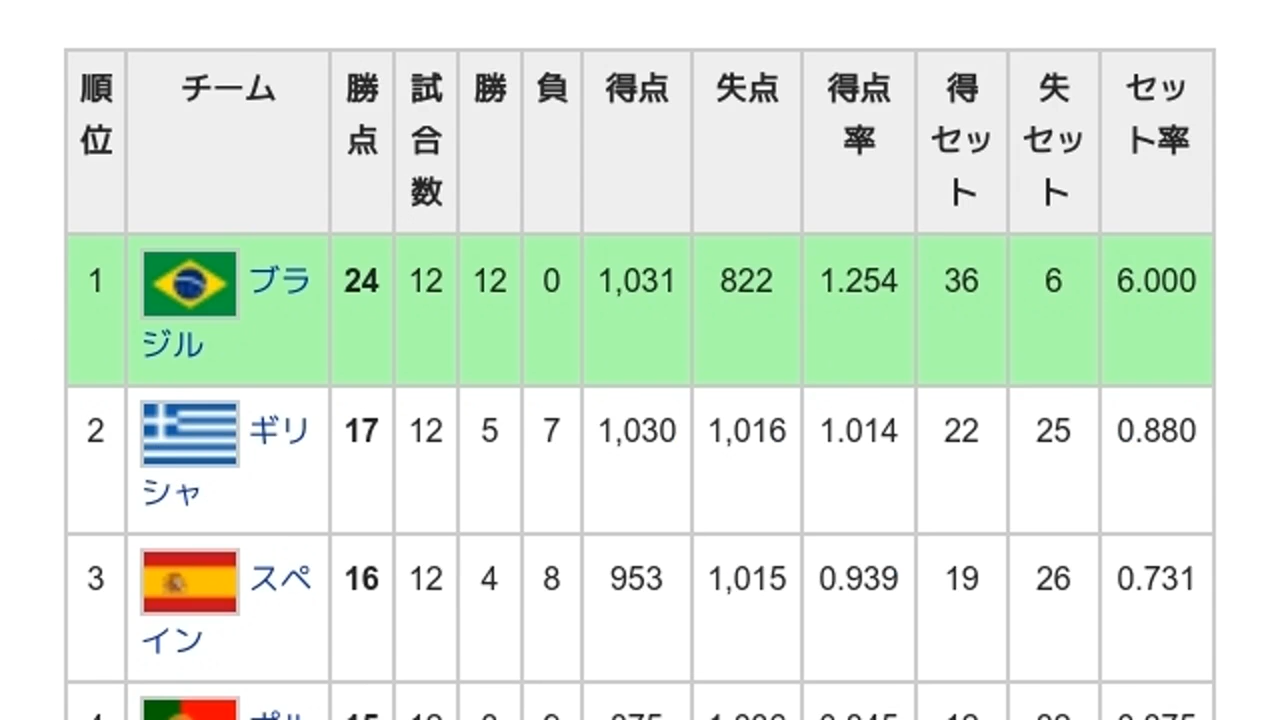 順位 チーム 勝点 試合数 勝 負 得点 失点 得点率 得セット 失セット セット率
1 ブラジル 24 12 12 0 1,031 822 1.254 36 6 6.000
2 ギリシャ 17 12 5 7 1,030 1,016 1.014 22 25 0.880
3 スペイン 16 12 4 8 953 1,015 0.939 19 26 0.731